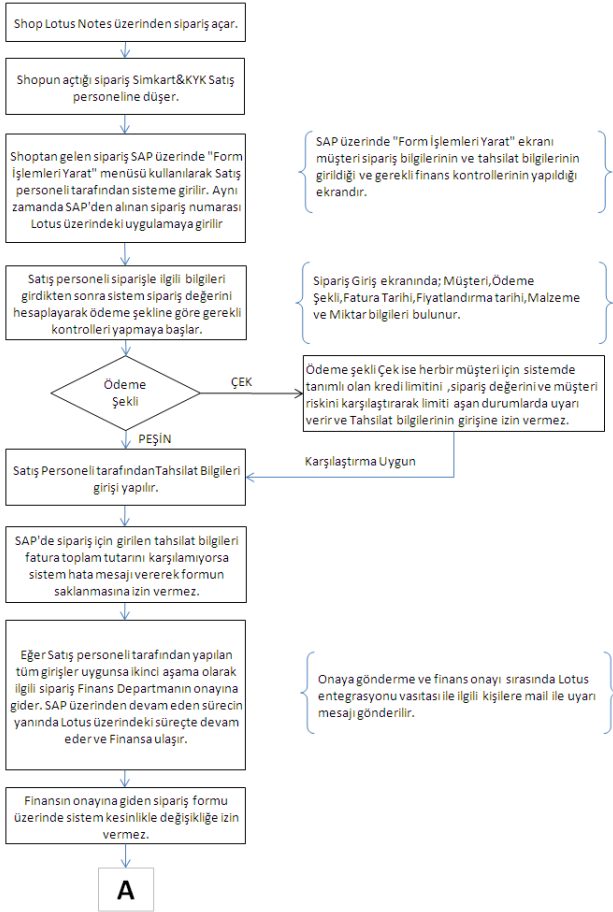 Shop Lotus Notes üzerinden sipariş açar.
Shopun açtığı sipariş Simkart&KYK Satış
personeline düşer.
Shoptan gelen sipariş SAP üzerinde "Form
İşlemleri Yarat" menüsü kullanılarak Satış
personeli tarafından sisteme girilir. Aynı
zamanda SAP'den alınan sipariş numarası
Lotus üzerindeki uygulamaya girilir
SAP üzerinde "Form İşlemleri Yarat" ekranı
müşteri sipariş bilgilerinin ve tahsilat bilgilerinin
girildiği ve gerekli finans kontrollerinin yapıldığı
ekrandır.
Satış personeli siparişle ilgili bilgileri
girdikten sonra sistem sipariş değerini
hesaplayarak ödeme şekline göre gerekli
kontrolleri yapmaya başlar.
Sipariş Giriş ekranında; Müşteri,Ödeme
Şekli,Fatura Tarihi,Fiyatlandırma tarihi,Malzeme
ve Miktar bilgileri bulunur.
Ödeme
Şekli
ÇEK
Ödeme şekli Çek ise herbir müşteri için sistemde
tanımlı olan kredi limitini ,sipariş değerini ve müşteri
riskini karşılaştırarak limiti aşan durumlarda uyarı
verir ve Tahsilat bilgilerinin girişine izin vermez.
PEŞİN
Karşılaştırma Uygun
Satış Personeli tarafındanTahsilat Bilgileri
girişi yapılır.
SAP'de sipariş için girilen tahsilat bilgileri
fatura toplam tutarını karşılamıyorsa
sistem hata mesajı vererek formun
saklanmasına izin vermez.
Eğer Satış personeli tarafından yapılan
tüm girişler uygunsa ikinci aşama olarak
ilgili sipariş Finans Departmanın onayına
gider. SAP üzerinden devam eden sürecin
yanında Lotus üzerindeki süreçte devam
eder ve Finansa ulaşır.
Onaya gönderme ve finans onayı sırasında Lotus
entegrasyonu vasıtası ile ilgili kişilere mail ile uyarı
mesajı gönderilir.
Finansın onayına giden sipariş formu
üzerinde sistem kesinlikle değişikliğe izin
vermez.
A